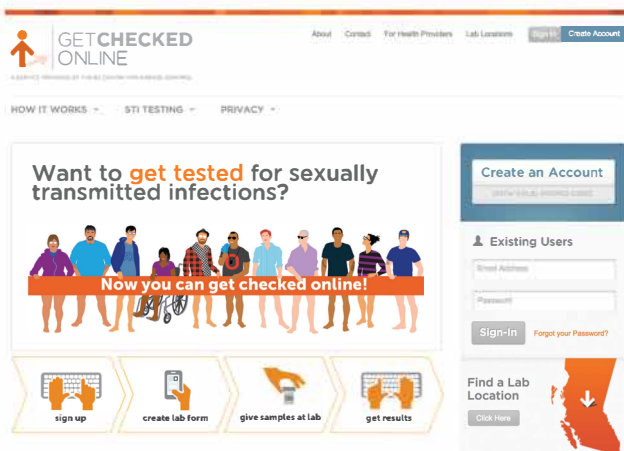 GETCHECKED
ONLINE
About Contact For Health Providers Lab Locations Sign In Create Account
HOW IT WORKS STI TESTING PRIVACY
Want to get tested for sexually
transmitted infections?
Now you can get checked online!
sign up
create lab form
give samples at lab
get results
Create an Account
Existing Users
Email Address
Password
Sign-In Forgot your Password?
Find a Lab
Location
Click Here